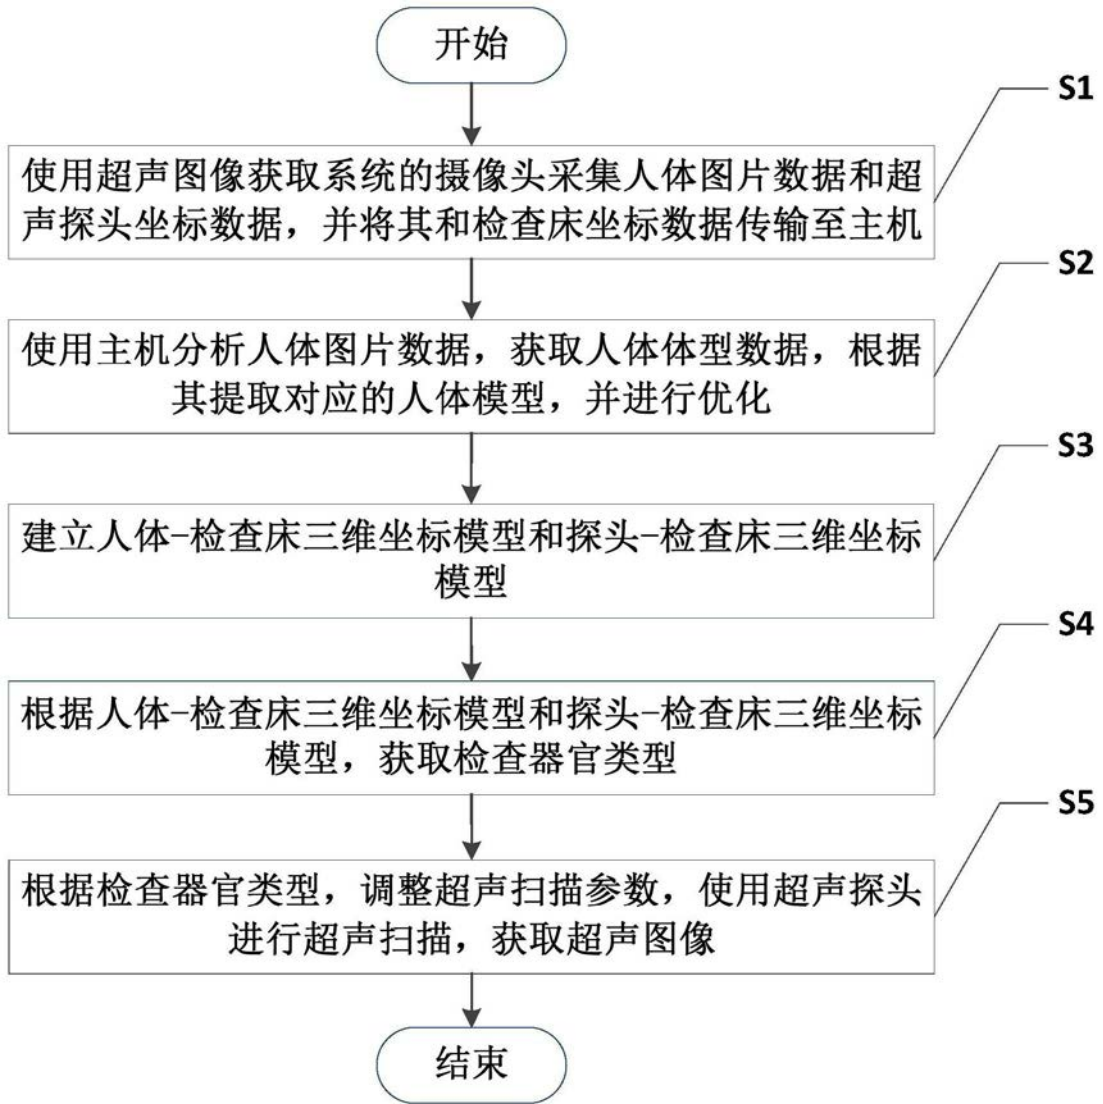 开始
S1
使用超声图像获取系统的摄像头采集人体图片数据和超
声探头坐标数据，并将其和检查床坐标数据传输至主机
S2
使用主机分析人体图片数据，获取人体体型数据，根据
其提取对应的人体模型，并进行优化
S3
建立人体-检查床三维坐标模型和探头-检查床三维坐标
模型
S4
根据人体-检查床三维坐标模型和探头-检查床三维坐标
模型，获取检查器官类型
S5
根据检查器官类型，调整超声扫描参数，使用超声探头
进行超声扫描，获取超声图像
结束